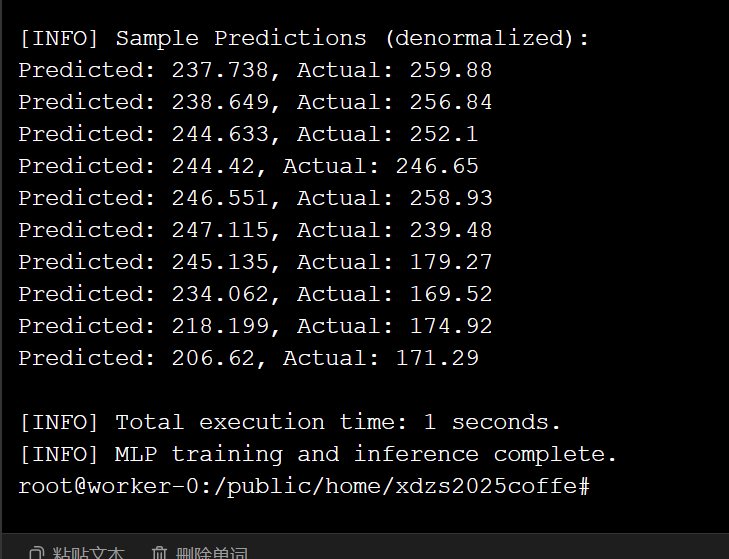 [INFO] Sample Predictions (denormalized):
Predicted: 237.738, Actual: 259.88
Predicted: 238.649, Actual: 256.84
Predicted: 244.633, Actual: 252.1
Predicted: 244.42, Actual: 246.65
Predicted: 246.551, Actual: 258.93
Predicted: 247.115, Actual: 239.48
Predicted: 245.135, Actual: 179.27
Predicted: 234.062, Actual: 169.52
Predicted: 218.199, Actual: 174.92
Predicted: 206.62, Actual: 171.29
[INFO] Total execution time: 1 seconds.
[INFO] MLP training and inference complete.
root@worker-0:/public/home/xdzs2025coffe#
粘贴文本 删除单词